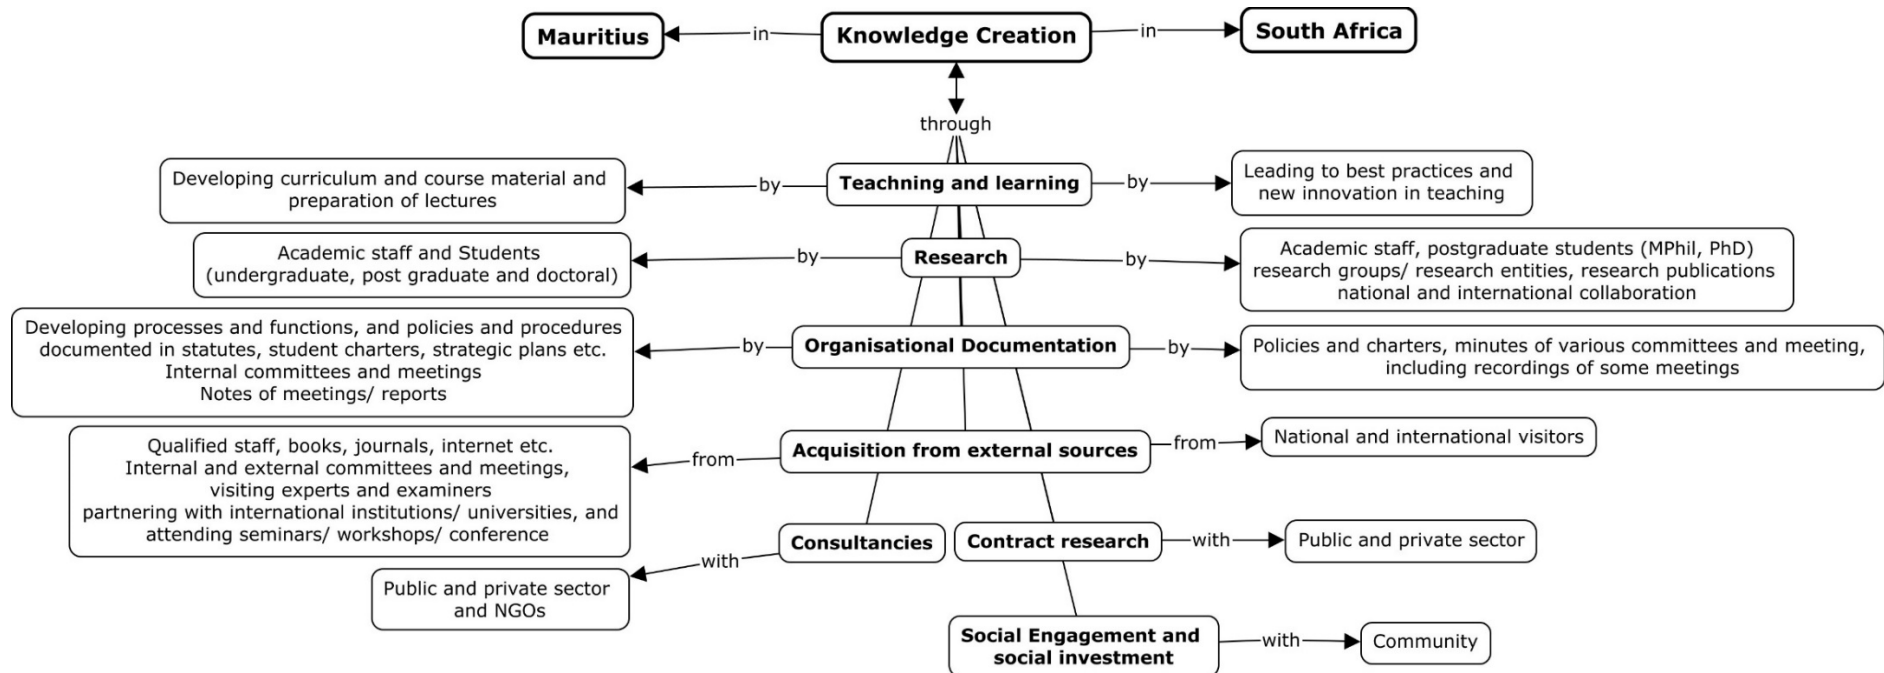 Mauritius
in
Knowledge Creation
in
South Africa
through
Developing curriculum and course material and
preparation of lectures
by
Teachning and learning
by
Leading to best practices and
new innovation in teaching
Academic staff and Students
(undergraduate, post graduate and doctoral)
by
Research
by
Academic staff, postgraduate students (MPhil, PhD)
research groups/ research entities, research publications
national and international collaboration
Developing processes and functions, and policies and procedures
documented in statutes, student charters, strategic plans etc.
Internal committees and meetings
Notes of meetings/ reports
by
Organisational Documentation
by
Policies and charters, minutes of various committees and meeting,
including recordings of some meetings
Qualified staff, books, journals, internet etc.
Internal and external committees and meetings,
visiting experts and examiners
partnering with international institutions/ universities, and
attending seminars/ workshops/ conference
from
Acquisition from external sources
from
National and international visitors
Public and private sector
and NGOs
with
Consultancies
Contract research
with
Public and private sector
Social Engagement and
social investment
with
Community